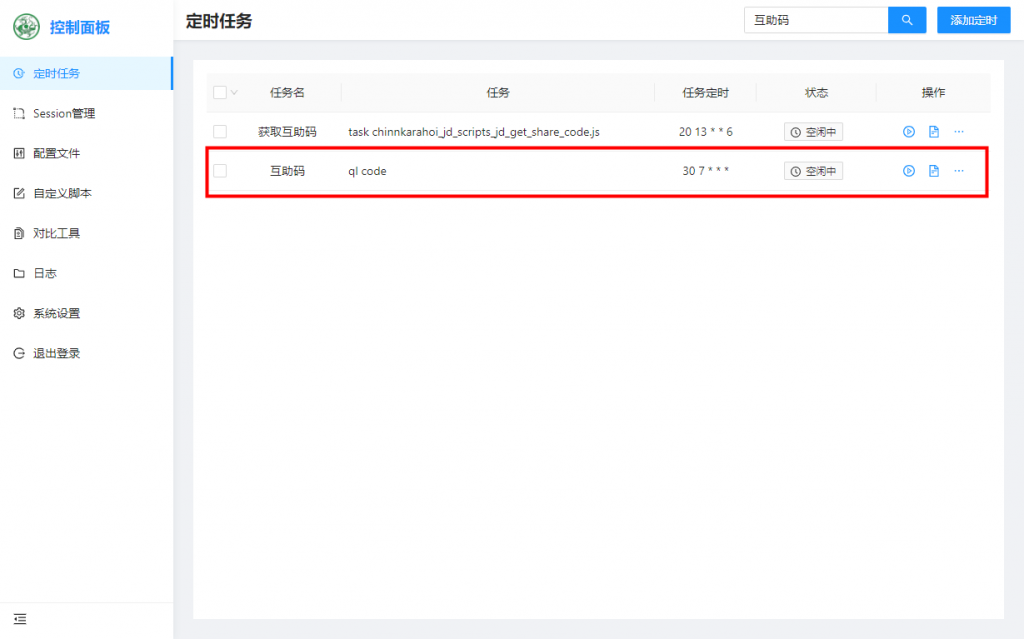 控制面板
定时任务
互助码
添加定时
定时任务
Session管理
配置文件
自定义脚本
对比工具
日志
系统设置
退出登录
任务名 任务 任务定时 状态 操作
获取互助码 task chinnkarahoi_jd_scripts_jd_get_share_code.js 20 13 * * 6 空闲中
互助码 ql code 30 7 * * * 空闲中